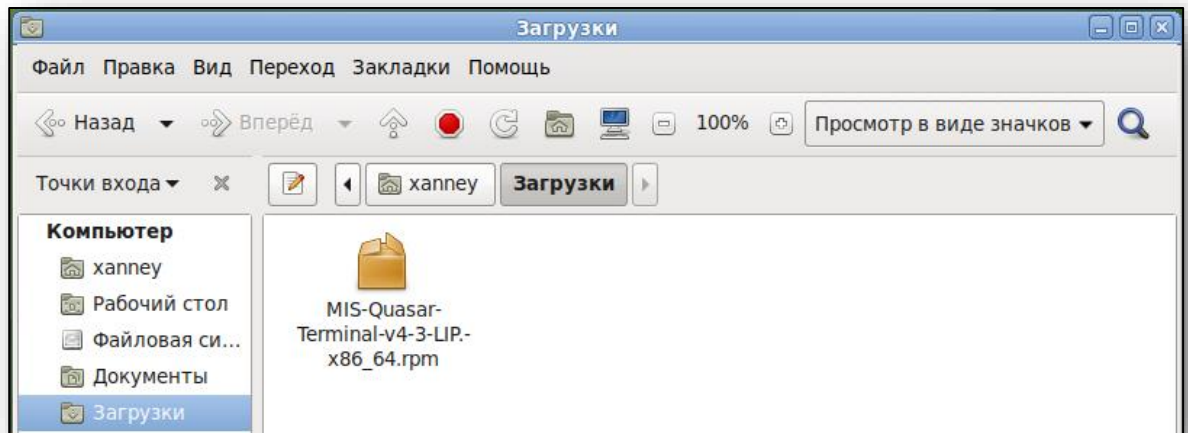 Загрузки
Файл Правка Вид Переход Закладки Помощь
Назад Вперёд 100% Просмотр в виде значков
Точки входа xanney Загрузки
Компьютер
xanney
Рабочий стол
Файловая си...
Документы
Загрузки
MIS-Quasar-
Terminal-v4-3-LIP.-
x86_64.rpm